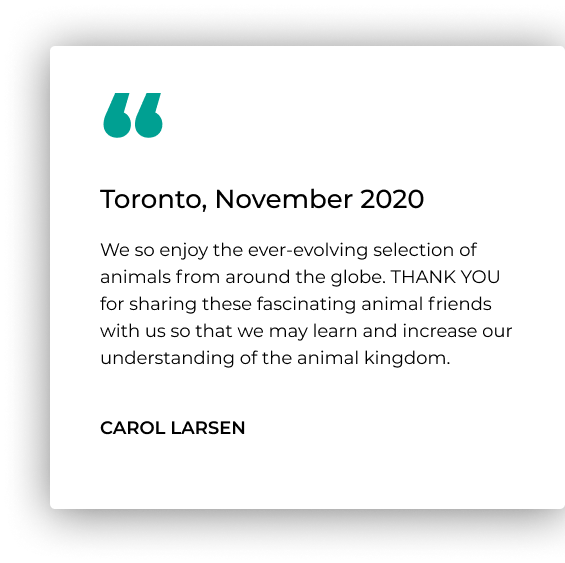 “
Toronto, November 2020
We so enjoy the ever-evolving selection of
animals from around the globe. THANK YOU
for sharing these fascinating animal friends
with us so that we may learn and increase our
understanding of the animal kingdom.
CAROL LARSEN